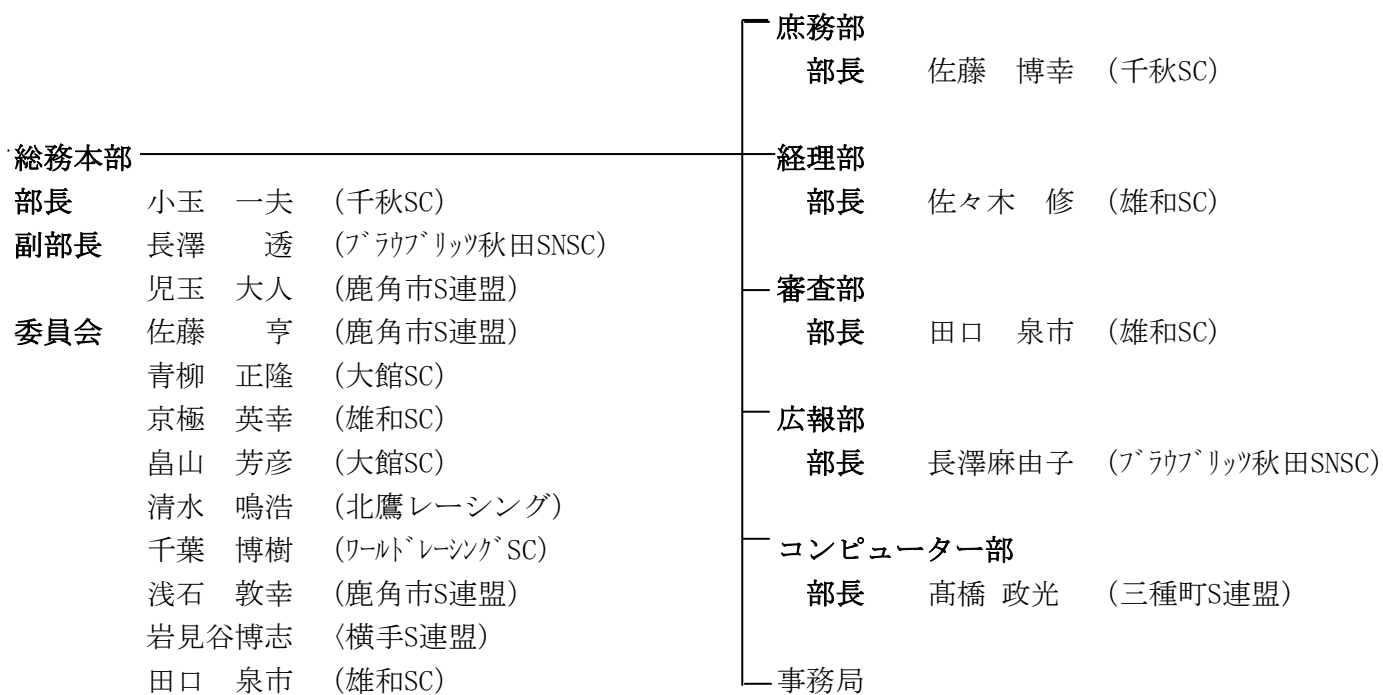 総務本部
部長 小玉 一夫 (千秋SC)
副部長 長澤 透 (ﾌﾞﾗｳﾌﾞﾘｯﾂ秋田SNSC)
児玉 大人 (鹿角市S連盟)
委員会 佐藤 亨 (鹿角市S連盟)
青柳 正隆 (大館SC)
京極 英幸 (雄和SC)
畠山 芳彦 (大館SC)
清水 鳴浩 (北鷹レーシング)
千葉 博樹 (ﾜｰﾙﾄﾞﾚｰｼﾝｸﾞSC)
浅石 敦幸 (鹿角市S連盟)
岩見谷博志 〈横手S連盟)
田口 泉市 (雄和SC)
庶務部
部長 佐藤 博幸 (千秋SC)
経理部
部長 佐々木 修 (雄和SC)
審査部
部長 田口 泉市 (雄和SC)
広報部
部長 長澤麻由子 (ﾌﾞﾗｳﾌﾞﾘｯﾂ秋田SNSC)
コンピューター部
部長 髙橋 政光 (三種町S連盟)
事務局